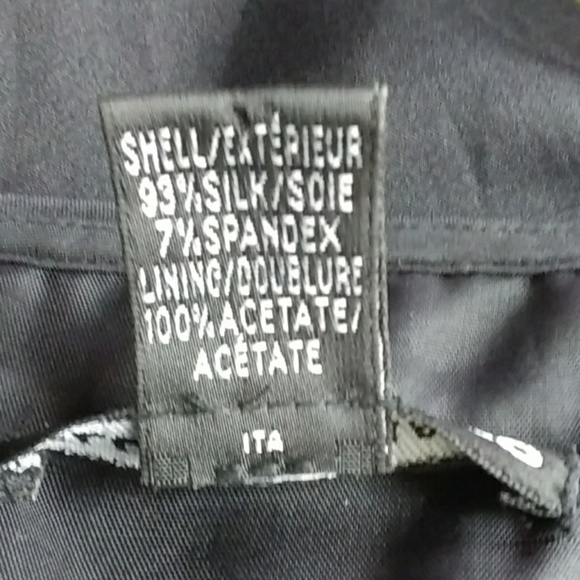 SHELL/EXTÉRIEUR
93%SILK/SOIE
7%SPANDEX
LINING/DOUBLURE
100%ACETATE/
ACÉTATE
ITA